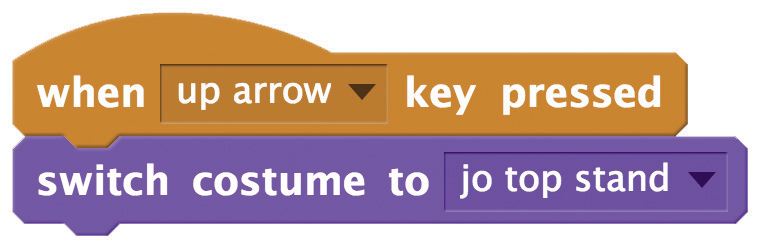 when up arrow key pressed
switch costume to jo top stand